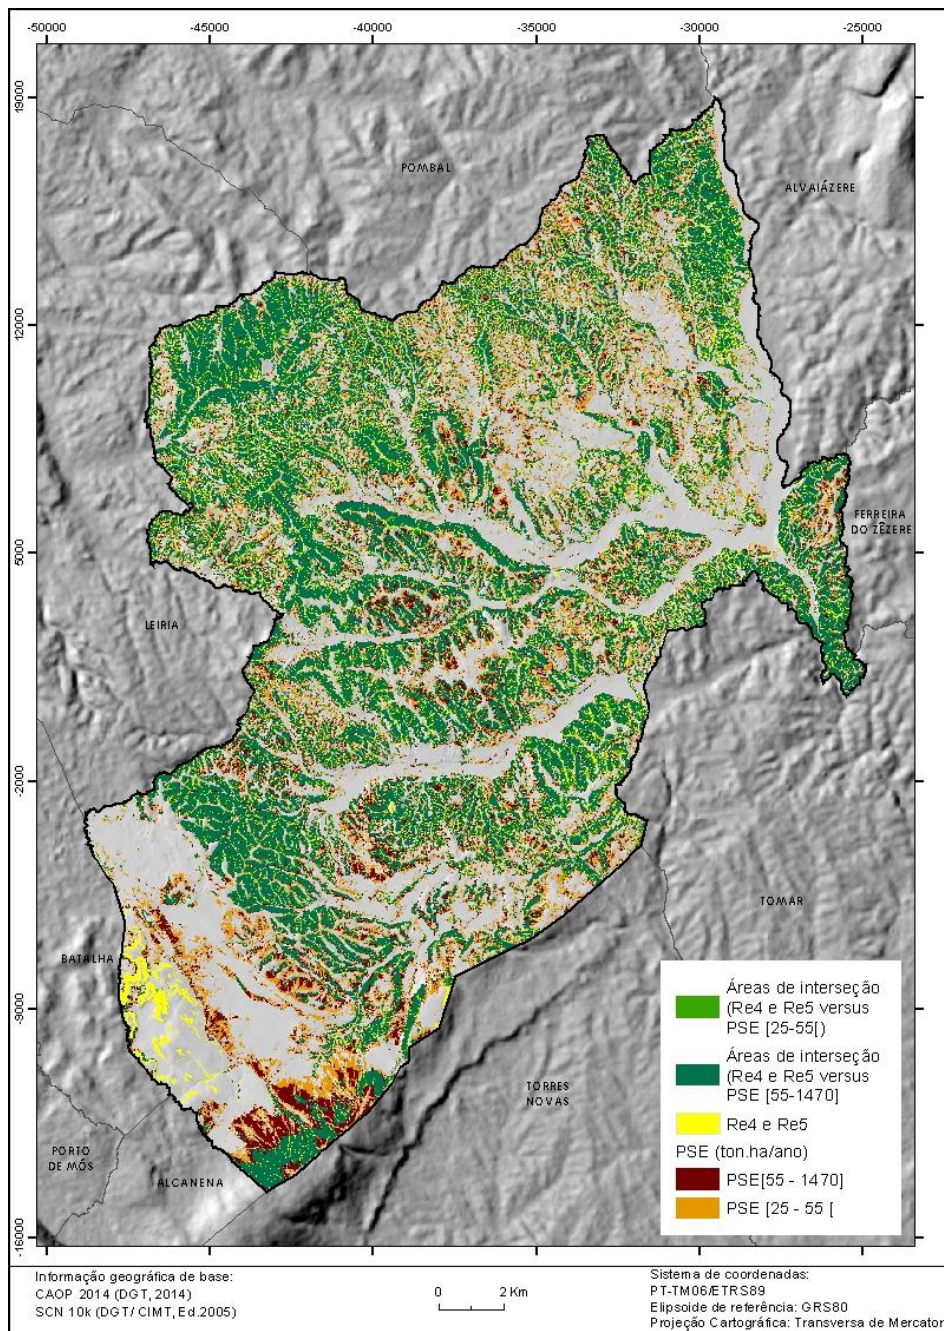 -50000
-45000
-40000
-35000
-30000
-25000
19000
12000
5000
-2000
-9000
-16000
POMBAL
ALVAIÁZERE
FERREIRA
DO ZÊZERE
LEIRIA
TOMAR
BATALHA
TORRES
NOVAS
PORTO
DE MÓS
ALCANENA
Áreas de interseção
(Re4 e Re5 versus
PSE [25-55[)
Áreas de interseção
(Re4 e Re5 versus
PSE [55-1470]
Re4 e Re5
PSE (ton.ha/ano)
PSE[55 - 1470]
PSE [25 - 55 [
Informação geográfica de base:
CAOP 2014 (DGT, 2014)
SCN 10k (DGT/ CIMT, Ed.2005)
0 2 Km
Sistema de coordenadas:
PT-TM06/ETRS89
Elipsoide de referência: GRS80
Projeção Cartográfica: Transversa de Mercator